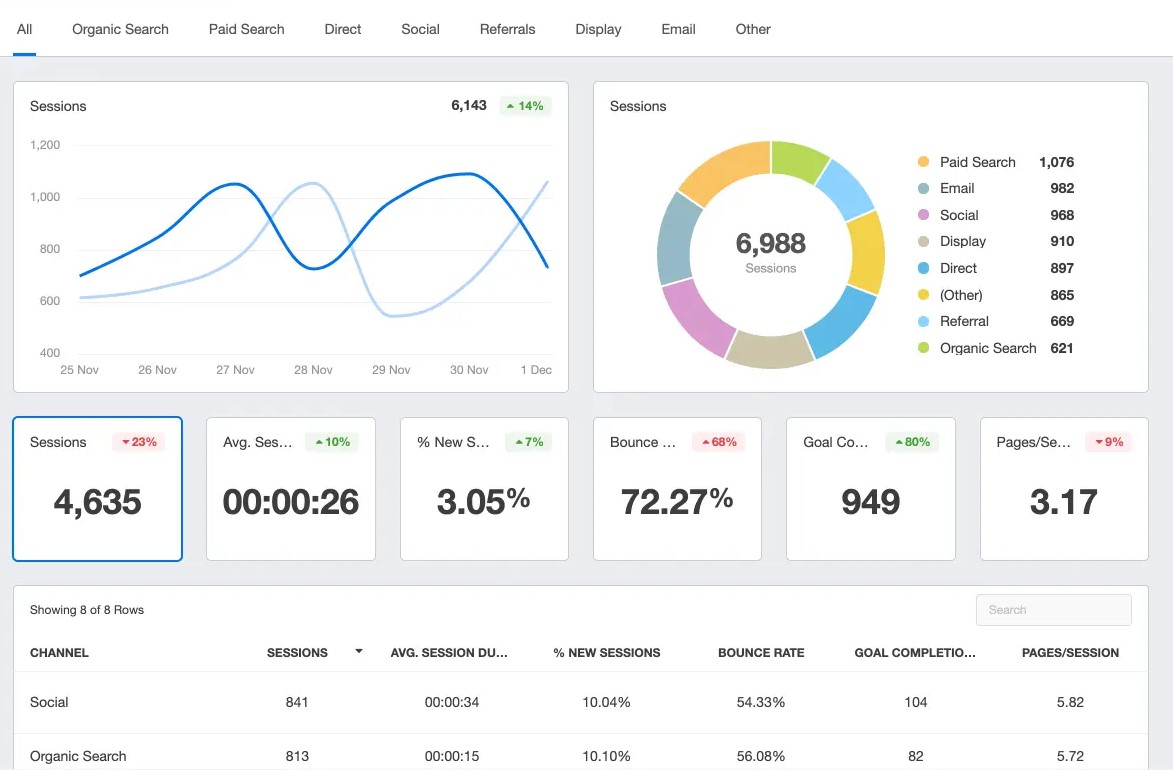 All Organic Search Paid Search Direct Social Referrals Display Email Other
Sessions 6,143 14%
1,200
1,000
800
600
400
25 Nov 26 Nov 27 Nov 28 Nov 29 Nov 30 Nov 1 Dec
Sessions
6,988
Sessions
Paid Search 1,076
Email 982
Social 968
Display 910
Direct 897
(Other) 865
Referral 669
Organic Search 621
Sessions 23%
4,635
Avg. Ses... 10%
00:00:26
% New S... 7%
3.05%
Bounce ... 68%
72.27%
Goal Co... 80%
949
Pages/Se... 9%
3.17
Showing 8 of 8 Rows Search
CHANNEL SESSIONS AVG. SESSION DU... % NEW SESSIONS BOUNCE RATE GOAL COMPLETIO... PAGES/SESSION
Social 841 00:00:34 10.04% 54.33% 104 5.82
Organic Search 813 00:00:15 10.10% 56.08% 82 5.72